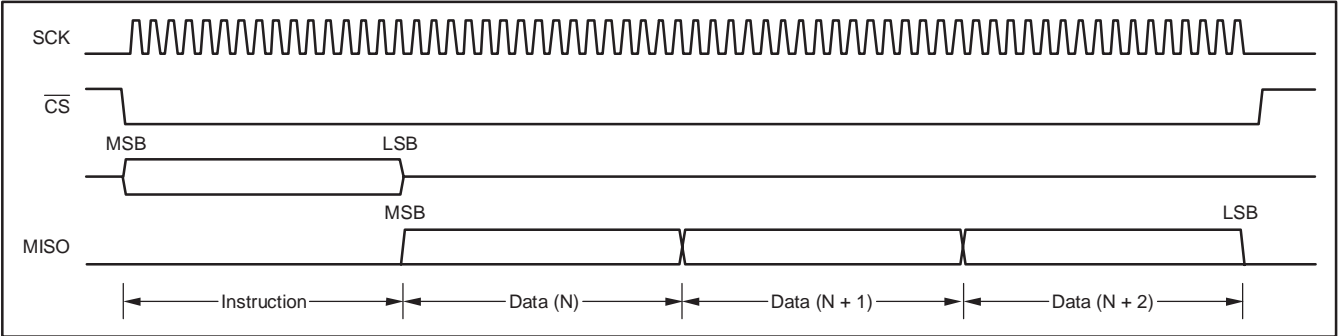 SCK
CS
MSB LSB
MSB LSB
MISO
Instruction Data (N) Data (N + 1) Data (N + 2)